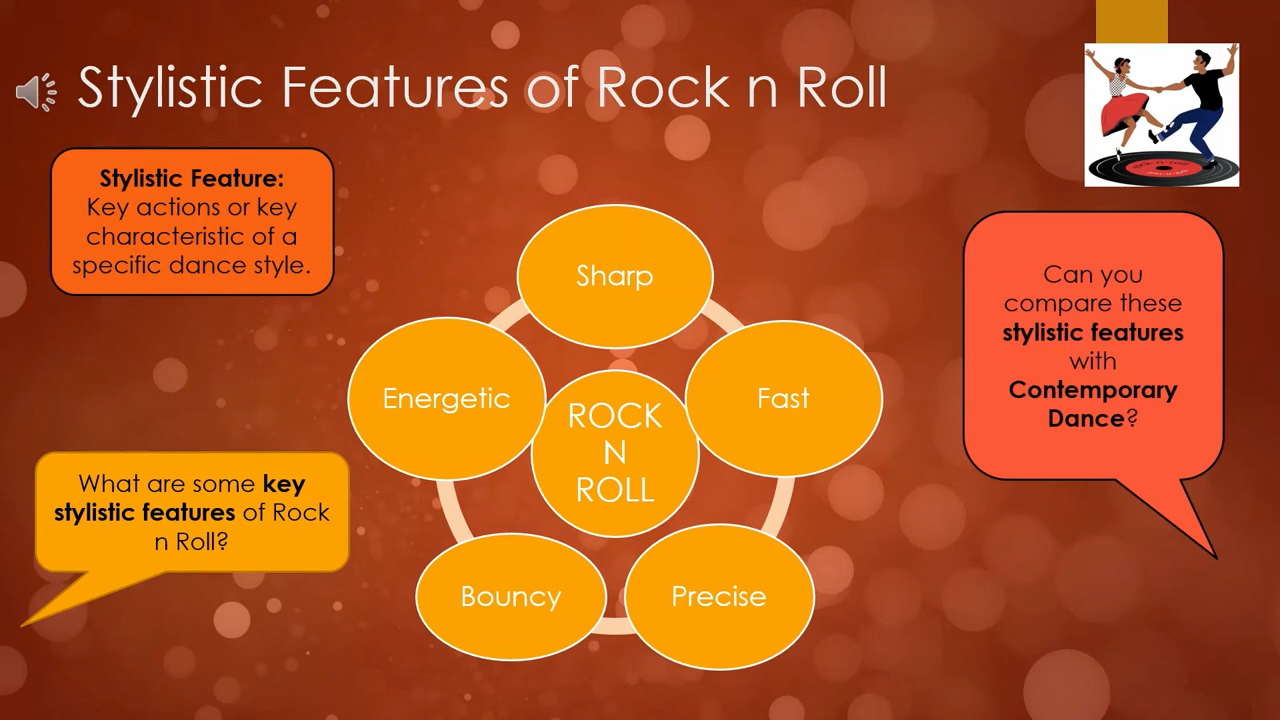 Stylistic Features of Rock n Roll
Stylistic Feature:
Key actions or key
characteristic of a
specific dance style.
Sharp
Energetic
Fast
ROCK
N
ROLL
Bouncy
Precise
What are some key
stylistic features of Rock
n Roll?
Can you
compare these
stylistic features
with
Contemporary
Dance?